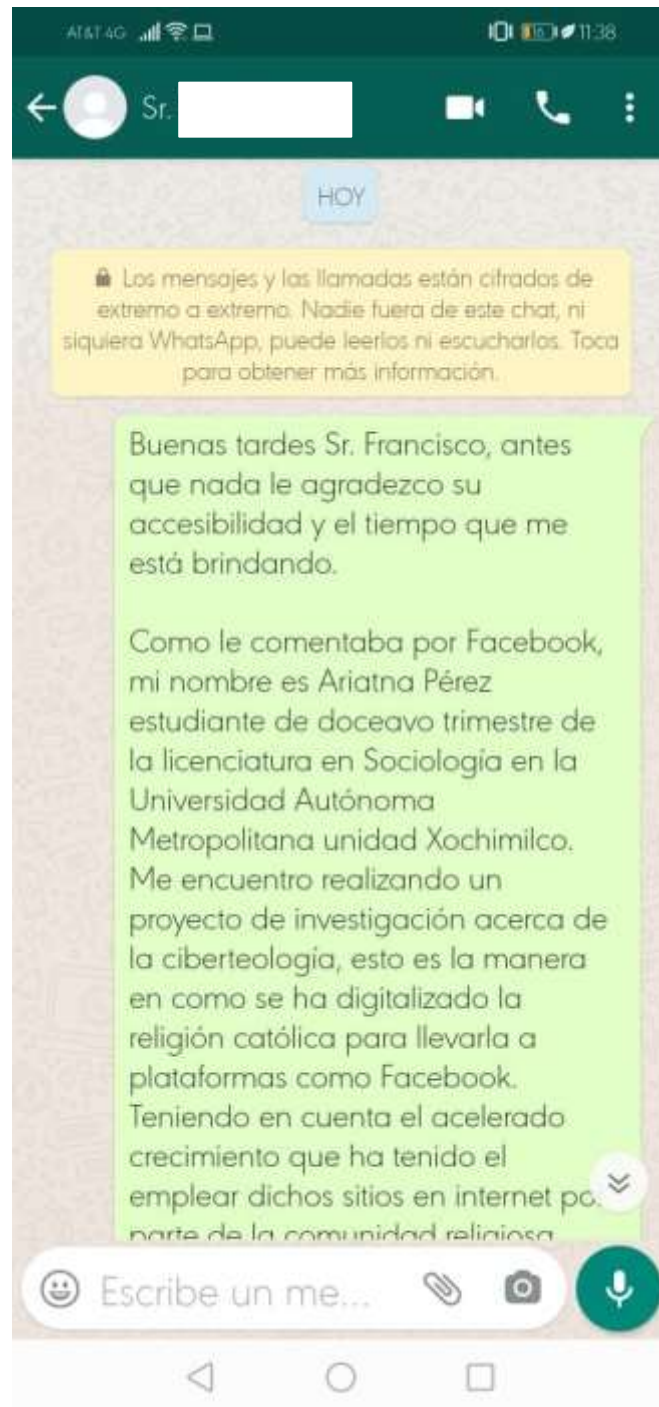 AT&T 4G 11:38
Sr.
HOY
Los mensajes y las llamadas están cifrados de
extremo a extremo. Nadie fuera de este chat, ni
siquiera WhatsApp, puede leerlos ni escucharlos. Toca
para obtener más información.
Buenas tardes Sr. Francisco, antes
que nada le agradezco su
accesibilidad y el tiempo que me
está brindando.
Como le comentaba por Facebook,
mi nombre es Ariatna Pérez
estudiante de doceavo trimestre de
la licenciatura en Sociología en la
Universidad Autónoma
Metropolitana unidad Xochimilco.
Me encuentro realizando un
proyecto de investigación acerca de
la ciberteología, esto es la manera
en como se ha digitalizado la
religión católica para llevarla a
plataformas como Facebook.
Teniendo en cuenta el acelerado
crecimiento que ha tenido el
emplear dichos sitios en internet po
parte de la comunidad religiosa
Escribe un me...